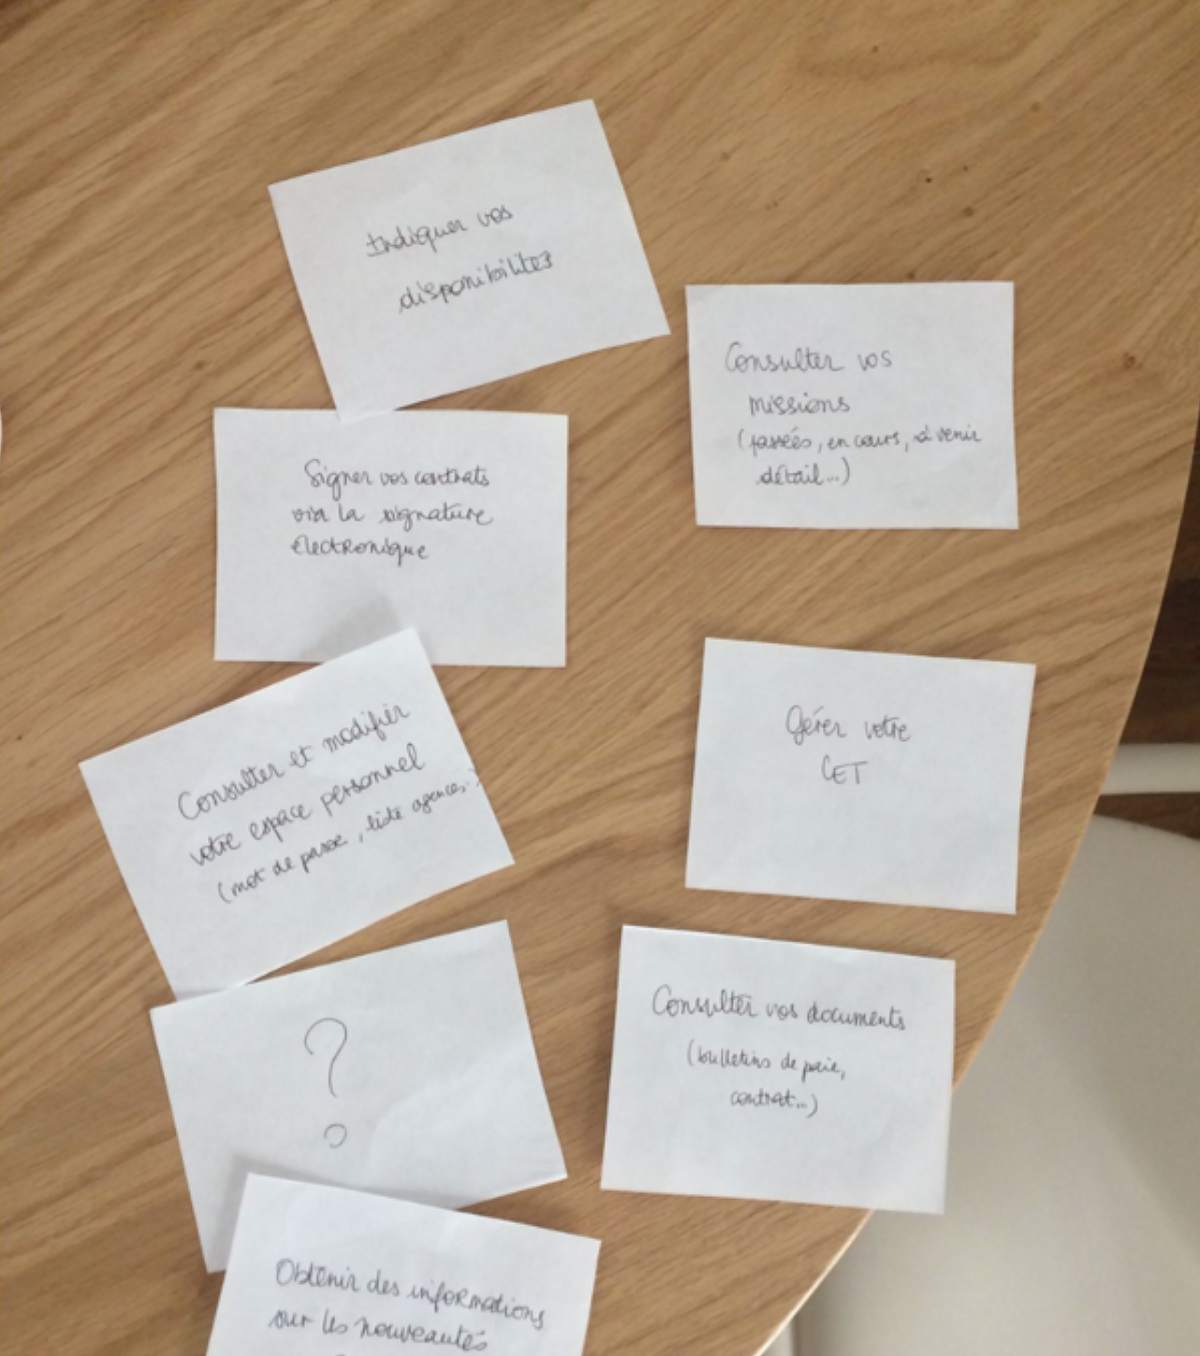 Indiquer vos
disponibilités
Consulter vos
missions
(passées, en cours, à venir
détail...)
Signer vos contrats
via la signature
électronique
Consulter et modifier
votre espace personnel
(mot de passe, liste agences...)
Gérer votre
CET
?
Consulter vos documents
(bulletins de paie,
contrat...)
Obtenir des informations
sur les nouveautés